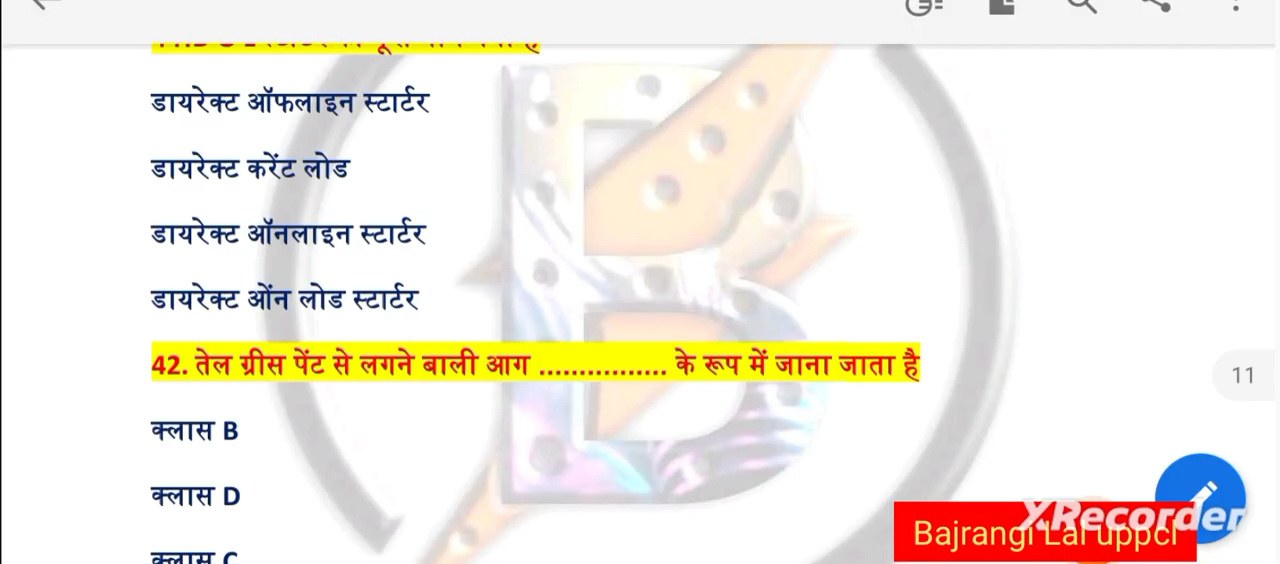 डायरेक्ट ऑफलाइन स्टार्टर
डायरेक्ट करेंट लोड
डायरेक्ट ऑनलाइन स्टार्टर
डायरेक्ट ओंन लोड स्टार्टर
42. तेल ग्रीस पेंट से लगने बाली आग ................ के रूप में जाना जाता है
11
क्लास B
क्लास D
XRecorder
Bajrangi Lal uppcl
क्लास C